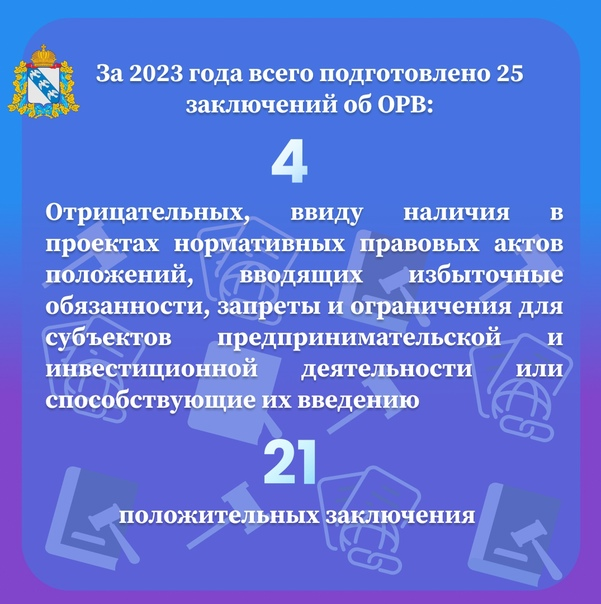 За 2023 года всего подготовлено 25
заключений об ОРВ:
4
Отрицательных, ввиду наличия в
проектах нормативных правовых актов
положений, вводящих избыточные
обязанности, запреты и ограничения для
субъектов предпринимательской и
инвестиционной деятельности или
способствующие их введению
21
положительных заключения